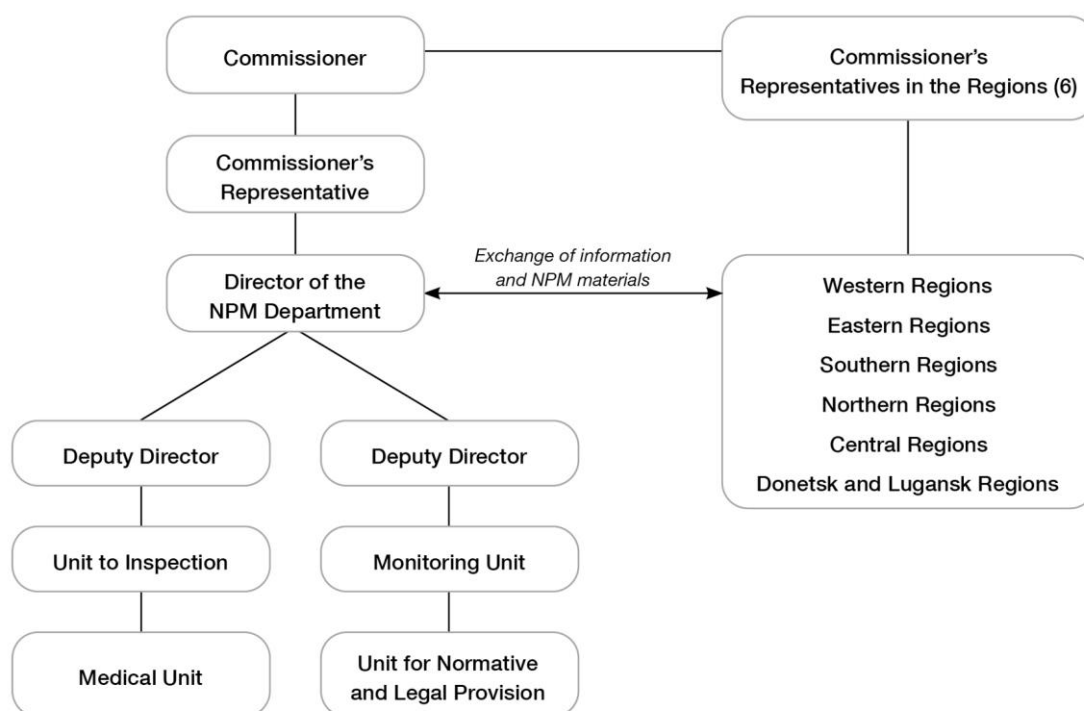 Commissioner
Commissioner's
Representatives in the Regions (6)
Commissioner's
Representative
Director of the
NPM Department
Exchange of information
and NPM materials
Western Regions
Eastern Regions
Southern Regions
Northern Regions
Central Regions
Donetsk and Lugansk Regions
Deputy Director
Deputy Director
Unit to Inspection
Monitoring Unit
Medical Unit
Unit for Normative
and Legal Provision